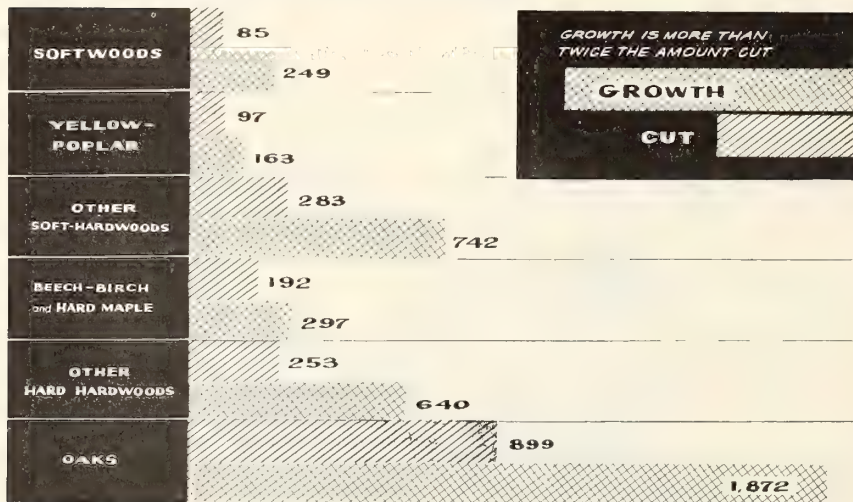 SOFTWOODS
85
249
YELLOW-
POPLAR
97
163
OTHER
SOFT-HARDWOODS
283
742
BEECH-BIRCH
and HARD MAPLE
192
297
OTHER
HARD HARDWOODS
253
640
OAKS
899
1,872
GROWTH IS MORE THAN
TWICE THE AMOUNT CUT
GROWTH
CUT